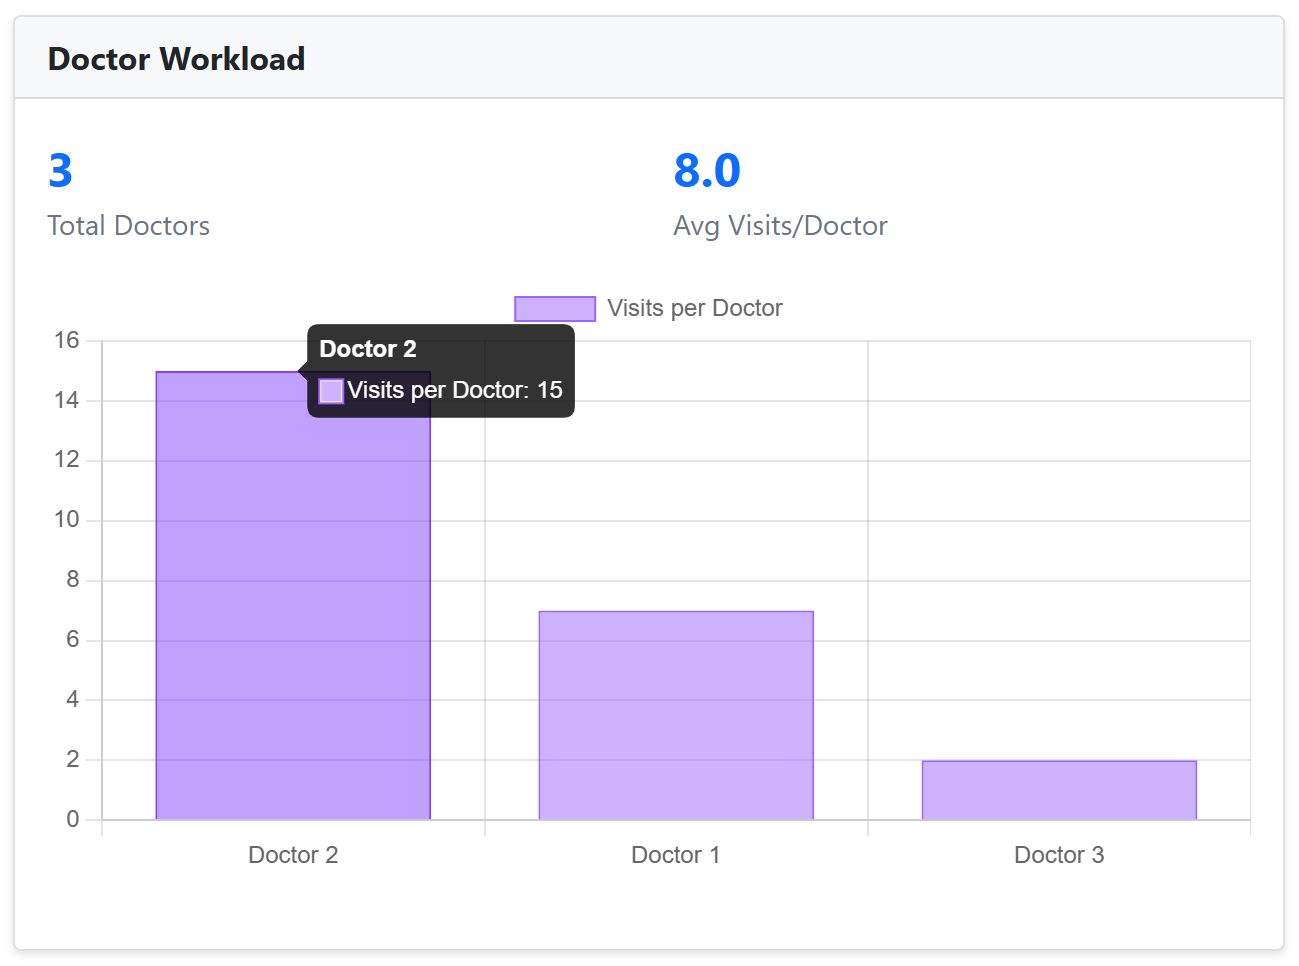 Doctor Workload
3
Total Doctors
8.0
Avg Visits/Doctor
Visits per Doctor
16
14
12
10
8
6
4
2
0
Doctor 2
Visits per Doctor: 15
Doctor 2
Doctor 1
Doctor 3